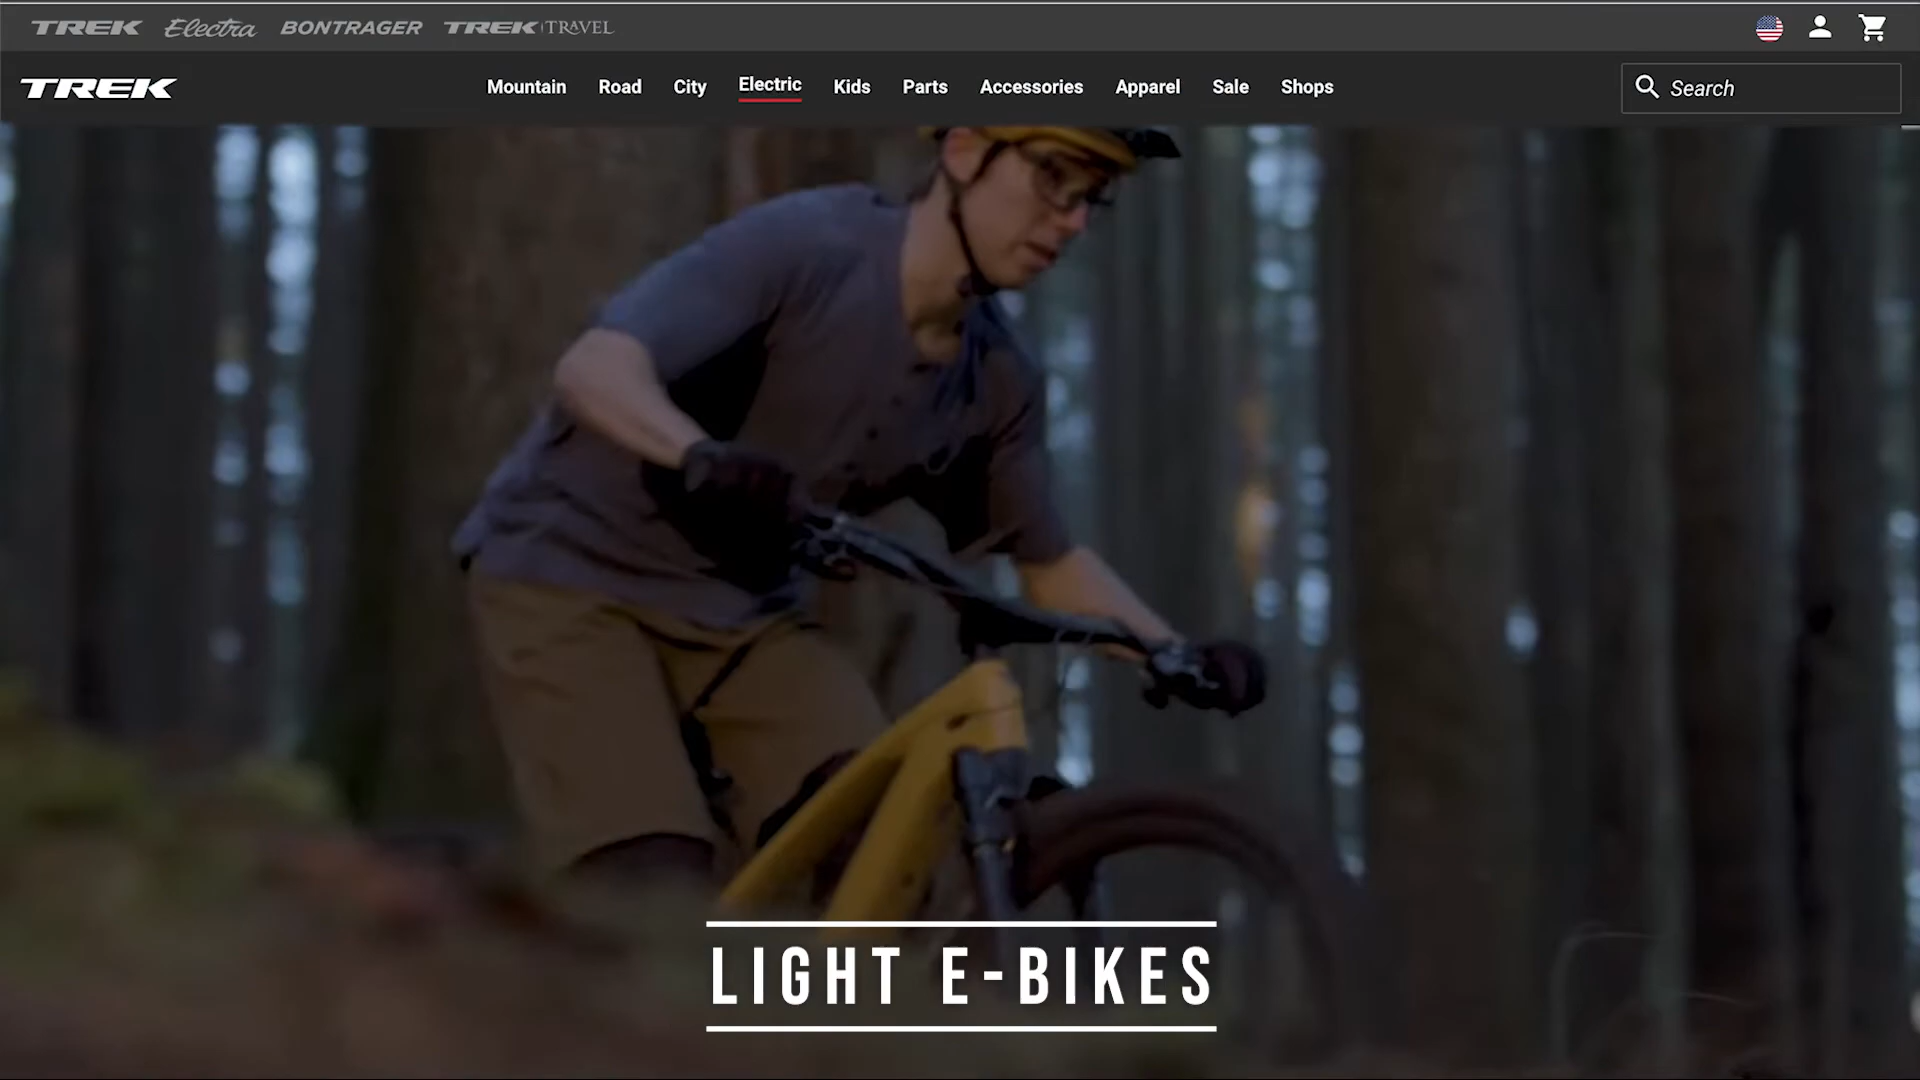 TREK Electra BONTRAGER TREK TRAVEL
TREK Mountain Road City Electric Kids Parts Accessories Apparel Sale Shops Search
LIGHT E-BIKES